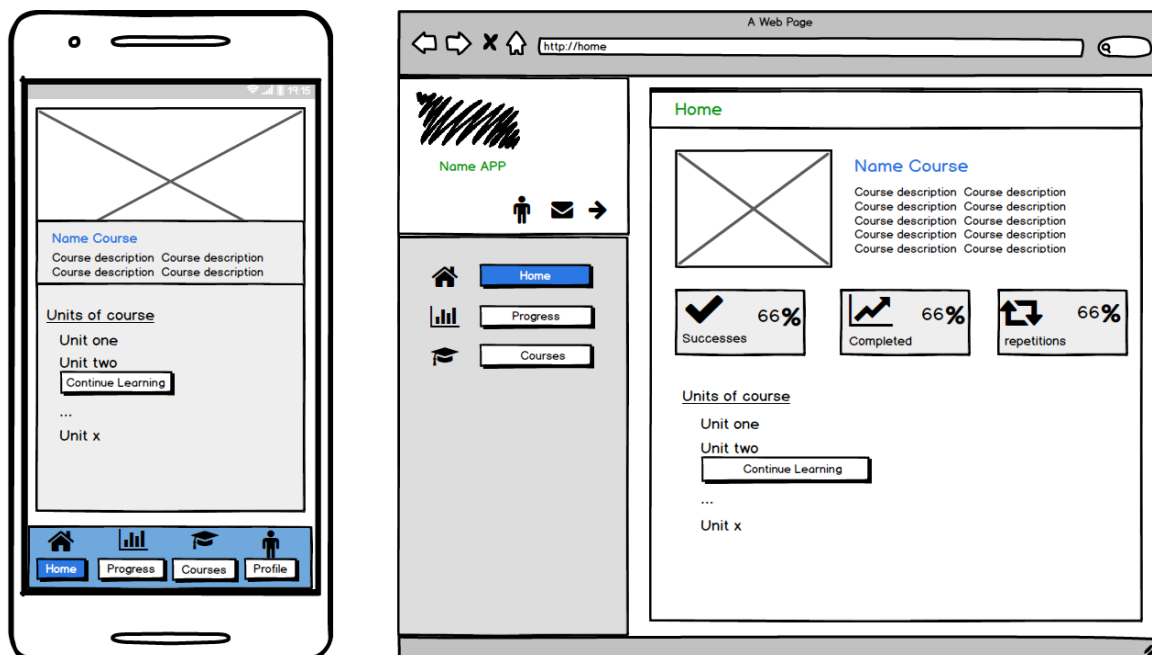 19:15
Name Course
Course description Course description
Course description Course description
Units of course
Unit one
Unit two
Continue Learning
...
Unit x
Home
Progress
Courses
Profile
A Web Page
http://home
Name APP
Home
Progress
Courses
Home
Name Course
Course description Course description
Course description Course description
Course description Course description
Course description Course description
Course description Course description
66%
Successes
66%
Completed
66%
repetitions
Units of course
Unit one
Unit two
Continue Learning
...
Unit x